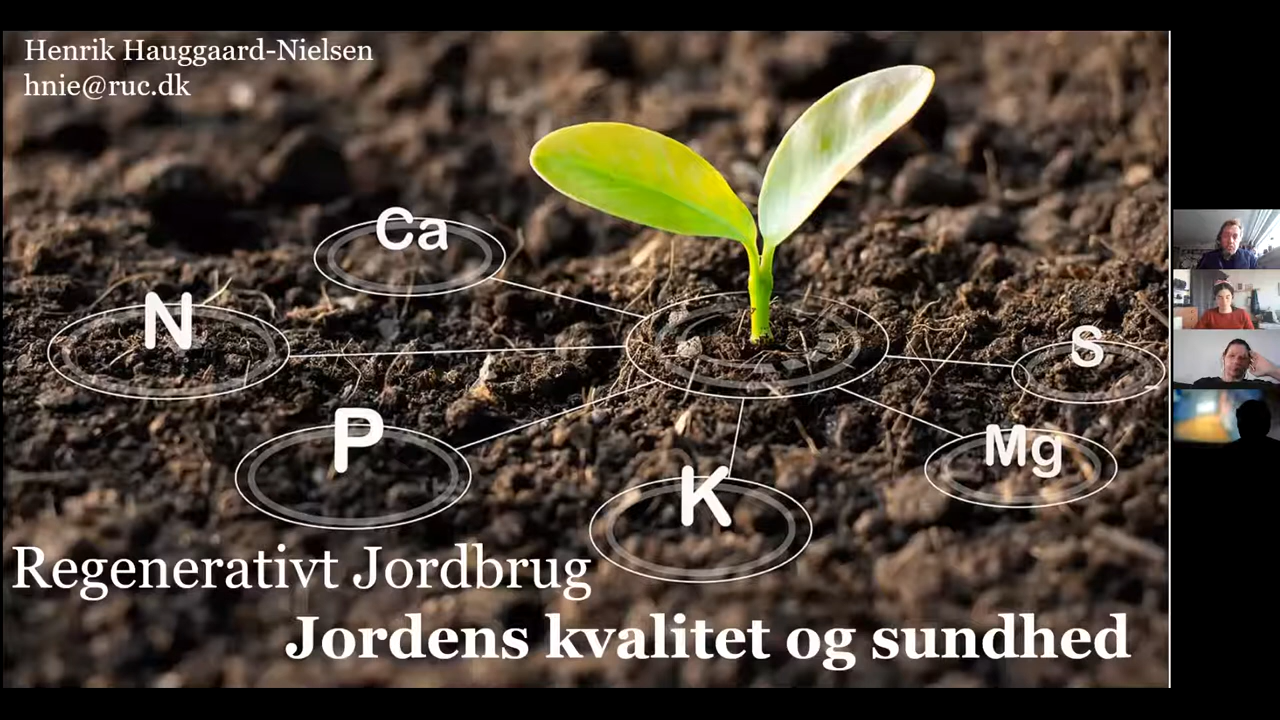 Henrik Hauggaard-Nielsen
hnie@ruc.dk
Ca
N
S
P
Mg
K
Regenerativt Jordbrug
Jordens kvalitet og sundhed